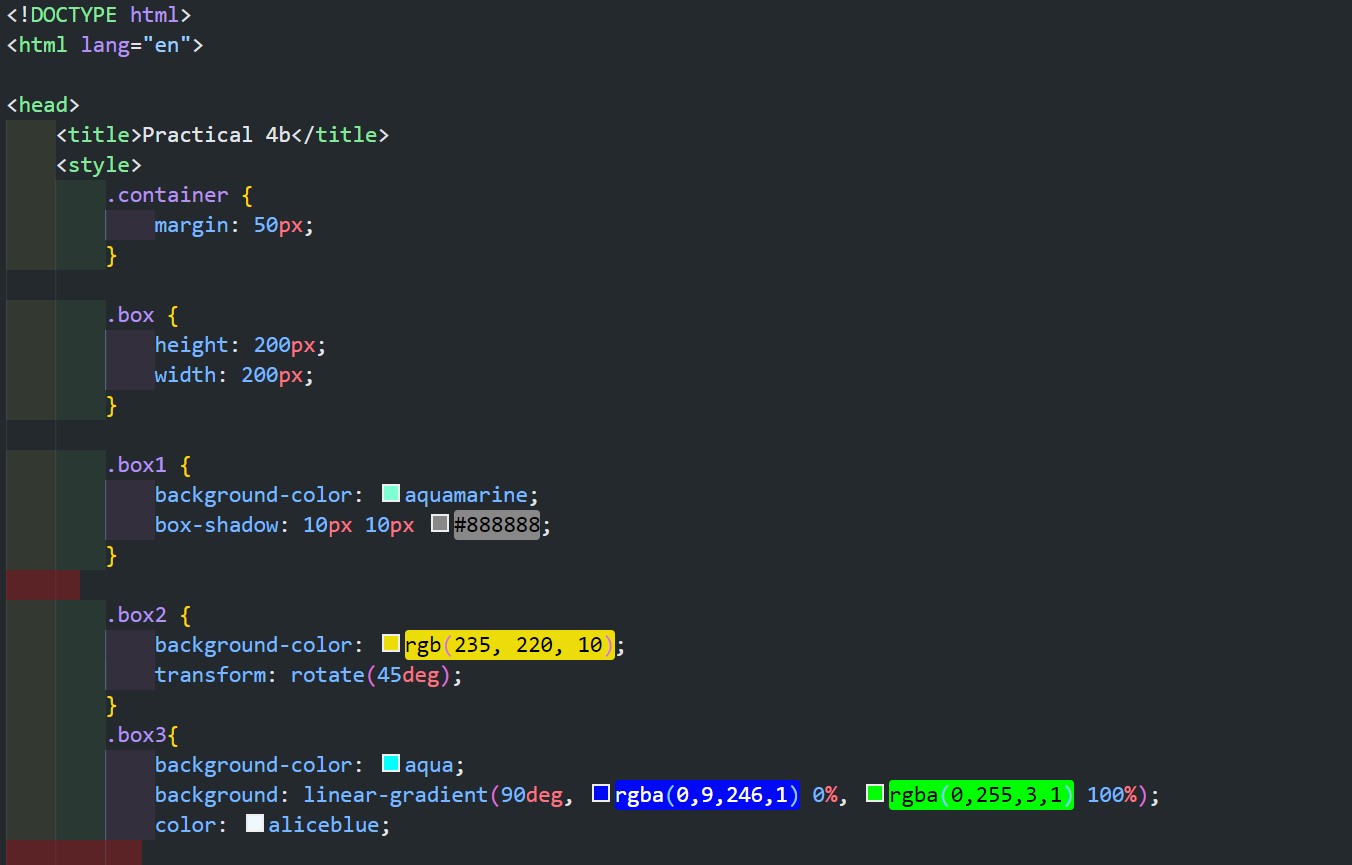 <!DOCTYPE html>
<html lang="en">
<head>
<title>Practical 4b</title>
<style>
.container {
margin: 50px;
}
.box {
height: 200px;
width: 200px;
}
.box1 {
background-color: aquamarine;
box-shadow: 10px 10px #888888;
}
.box2 {
background-color: rgb(235, 220, 10);
transform: rotate(45deg);
}
.box3{
background-color: aqua;
background: linear-gradient(90deg, rgba(0,9,246,1) 0%, rgba(0,255,3,1) 100%);
color: aliceblue;